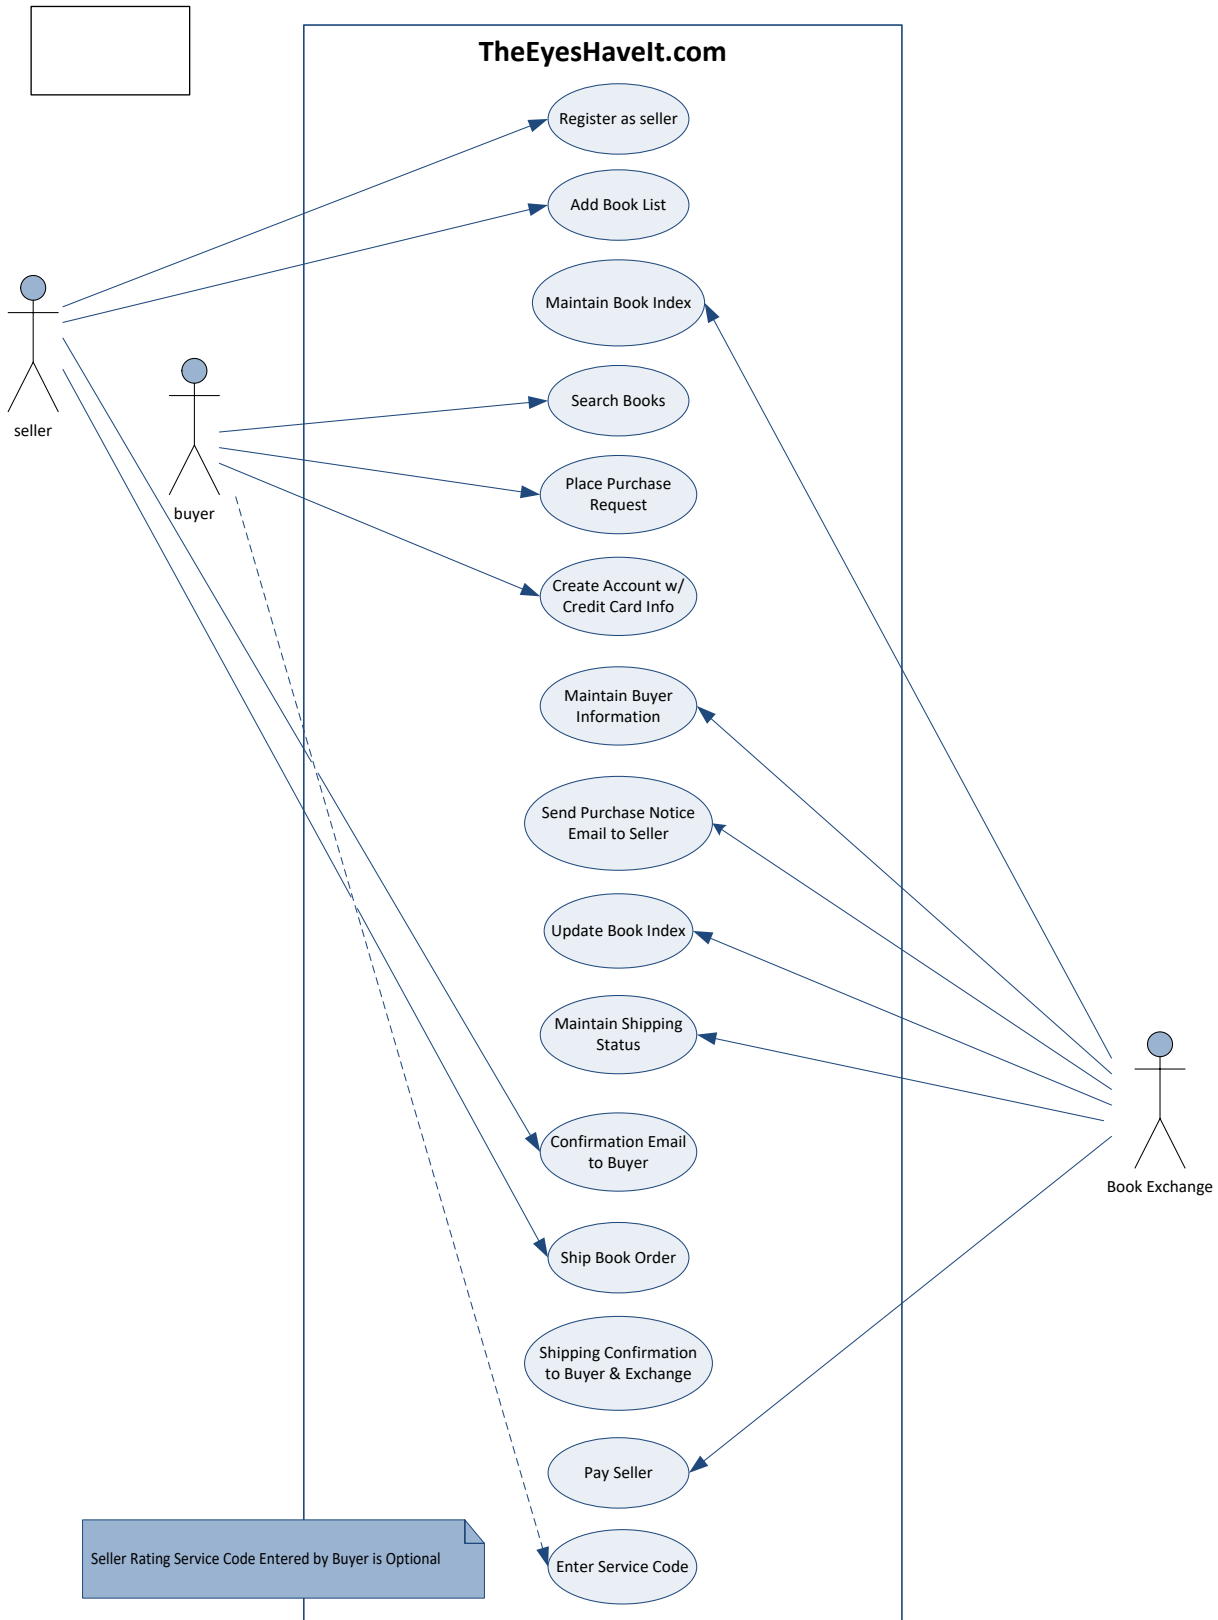 TheEyesHaveIt.com
Register as seller
Add Book List
Maintain Book Index
Search Books
seller
Place Purchase
Request
buyer
Create Account w/
Credit Card Info
Maintain Buyer
Information
Send Purchase Notice
Email to Seller
Update Book Index
Maintain Shipping
Status
Confirmation Email
to Buyer
Book Exchange
Ship Book Order
Shipping Confirmation
to Buyer & Exchange
Pay Seller
Seller Rating Service Code Entered by Buyer is Optional
Enter Service Code